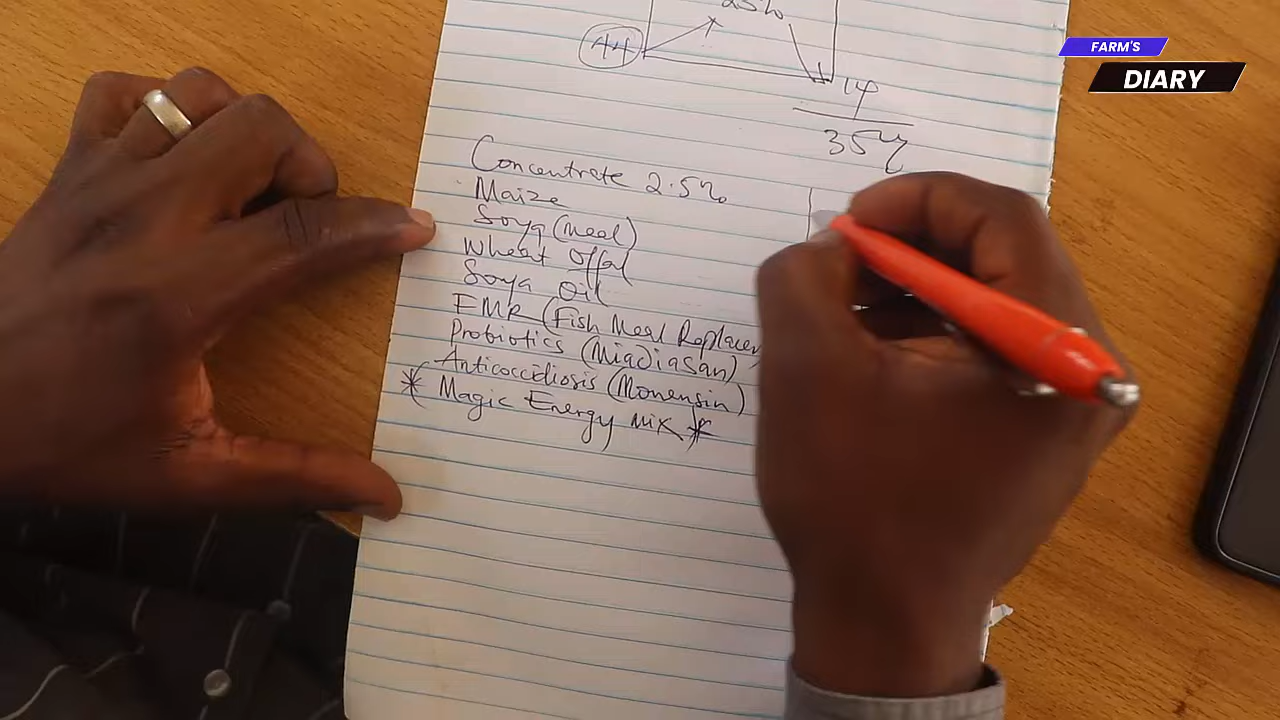 FARM'S
DIARY
25%
44
14
35%
Concentrate 2.5%
Maize
Soya (meal)
Wheat Offal
Soya Oil
FMR (Fish Meal Replacer
Probiotics (Miadiasan)
Anticoccidiosis (Monensin)
* Magic Energy mix *